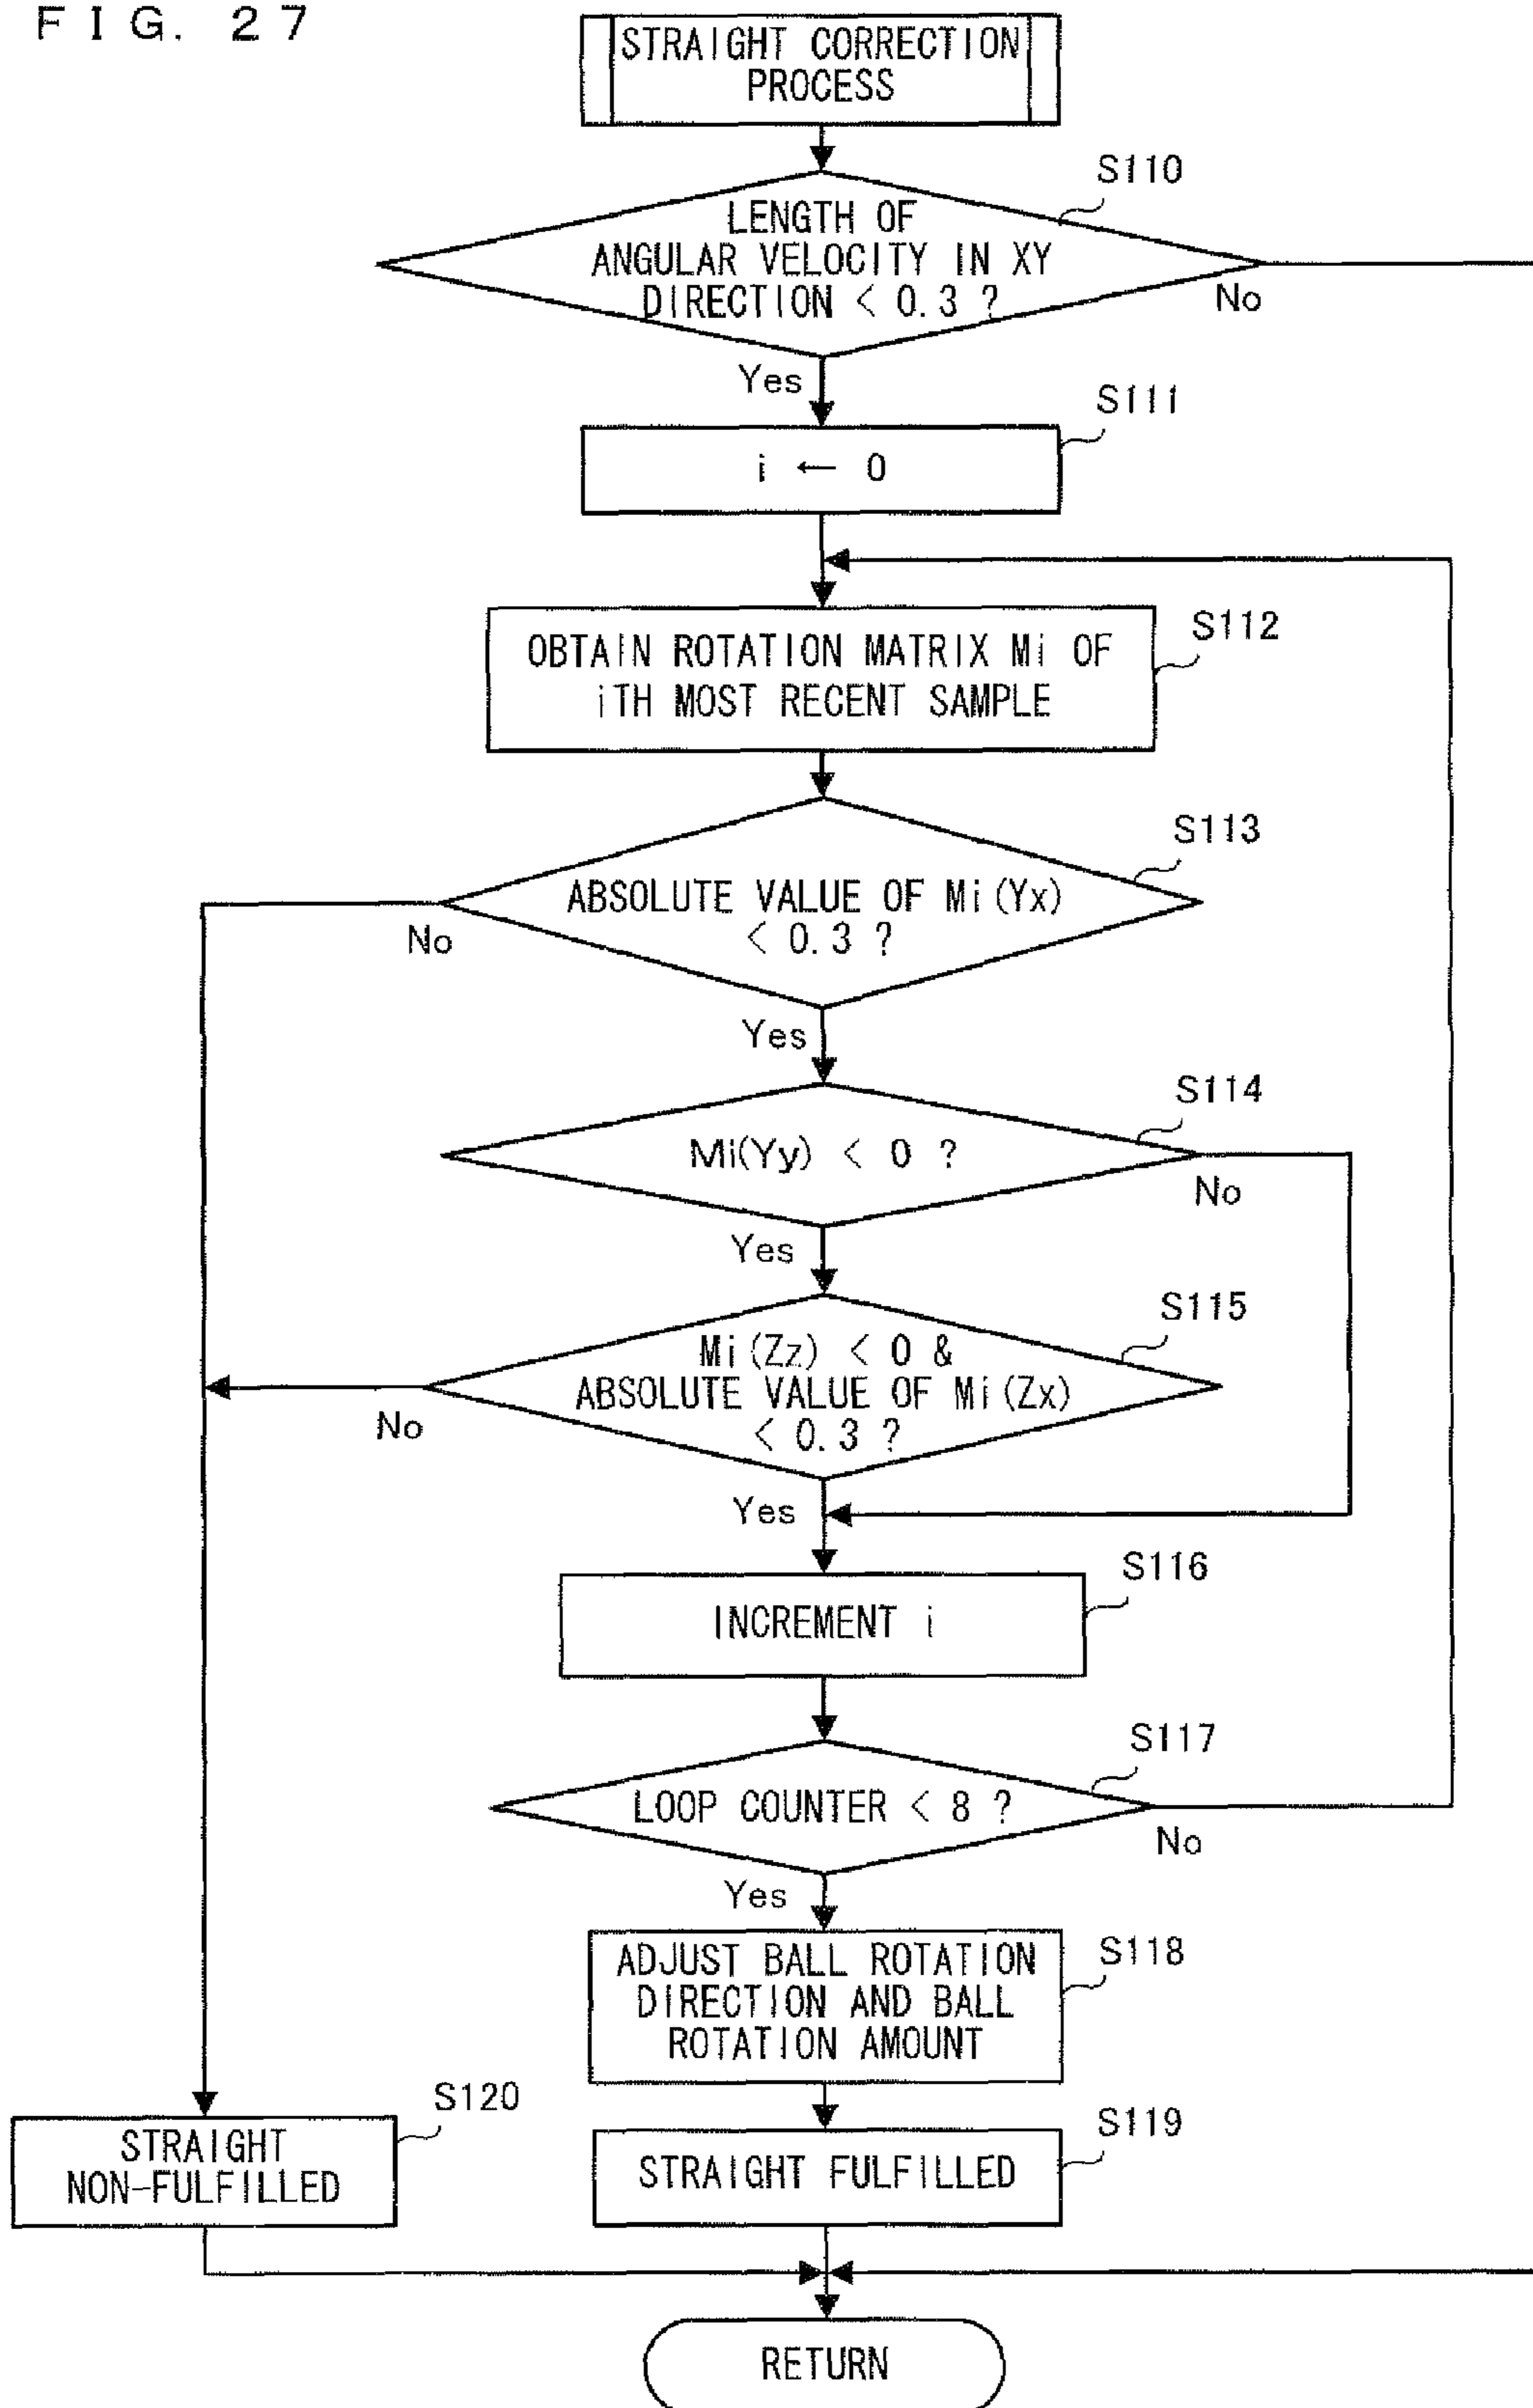 FIG. 27
STRAIGHT CORRECTION
PROCESS
S110
LENGTH OF
ANGULAR VELOCITY IN XY
DIRECTION < 0.3 ?
No
Yes
S111
i ← 0
S112
OBTAIN ROTATION MATRIX Mi OF
iTH MOST RECENT SAMPLE
S113
ABSOLUTE VALUE OF Mi(Yx)
< 0.3 ?
No
Yes
S114
Mi(Yy) < 0 ?
No
Yes
S115
Mi(Zz) < 0 &
ABSOLUTE VALUE OF Mi(Zx)
< 0.3 ?
No
Yes
S116
INCREMENT i
S117
LOOP COUNTER < 8 ?
No
Yes
S118
ADJUST BALL ROTATION
DIRECTION AND BALL
ROTATION AMOUNT
S120
STRAIGHT
NON-FULFILLED
S119
STRAIGHT FULFILLED
RETURN